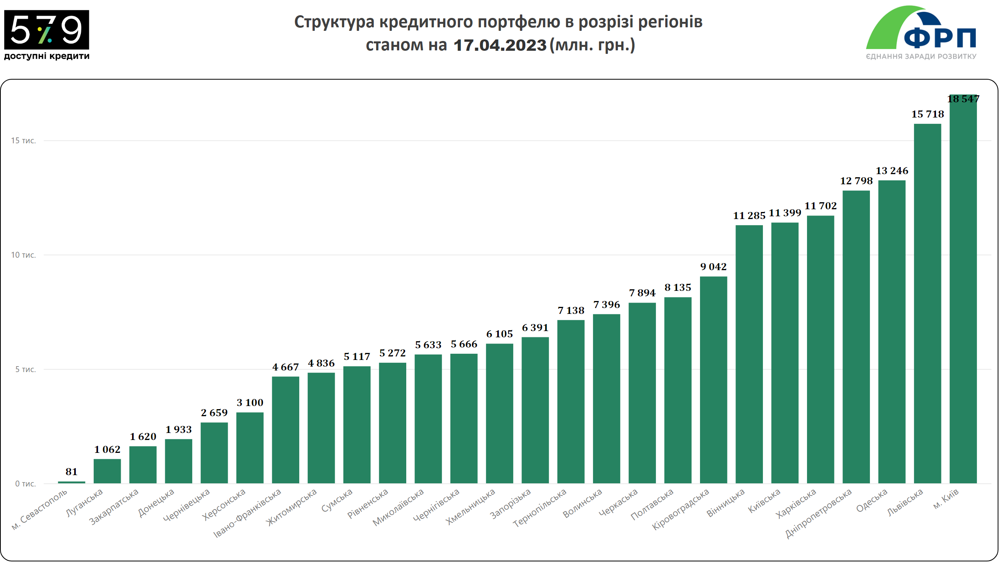 5%9
доступні кредити
Структура кредитного портфелю в розрізі регіонів
станом на 17.04.2023 (млн. грн.)
ФРП
ЄДНАННЯ ЗАРАДИ РОЗВИТКУ
15 тис.
10 тис.
5 тис.
0 тис.
81
1 062
1 620
1 933
2 659
3 100
4 667
4 836
5 117
5 272
5 633
5 666
6 105
6 391
7 138
7 396
7 894
8 135
9 042
11 285
11 399
11 702
12 798
13 246
15 718
18 547
м. Севастополь
Луганська
Закарпатська
Донецька
Чернівецька
Херсонська
Івано-Франківська
Житомирська
Сумська
Рівненська
Миколаївська
Чернігівська
Хмельницька
Запорізька
Тернопільська
Волинська
Черкаська
Полтавська
Кіровоградська
Вінницька
Київська
Харківська
Дніпропетровська
Одеська
Львівська
м. Київ